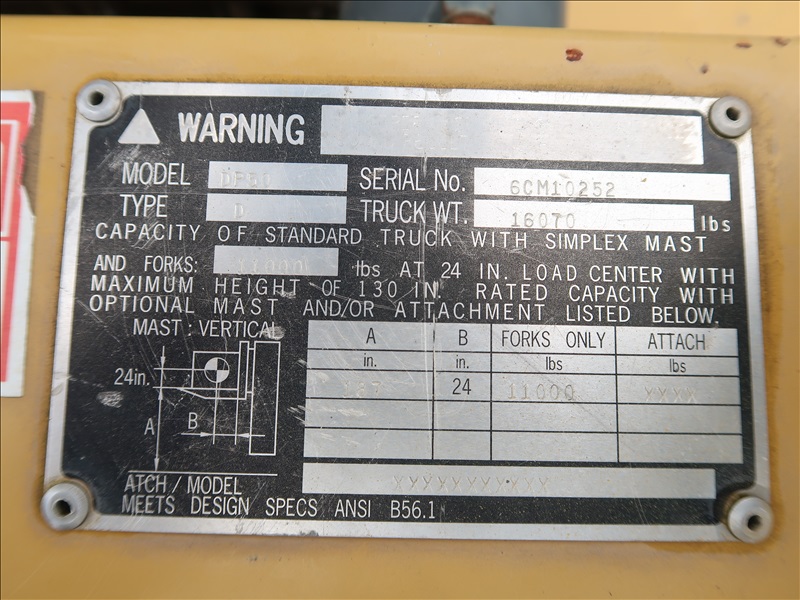 WARNING
MODEL DP50 SERIAL No. 6CM10252
TYPE D TRUCK WT. 16070 lbs
CAPACITY OF STANDARD TRUCK WITH SIMPLEX MAST
AND FORKS: 11000 lbs AT 24 IN. LOAD CENTER WITH
MAXIMUM HEIGHT OF 130 IN. RATED CAPACITY WITH
OPTIONAL MAST AND/OR ATTACHMENT LISTED BELOW.
MAST : VERTICAL
A B FORKS ONLY ATTACH
in. in. lbs lbs
24in.
24 11000 XXXX
A
B
ATCH / MODEL XXXXXXXXXXX
MEETS DESIGN SPECS ANSI B56.1